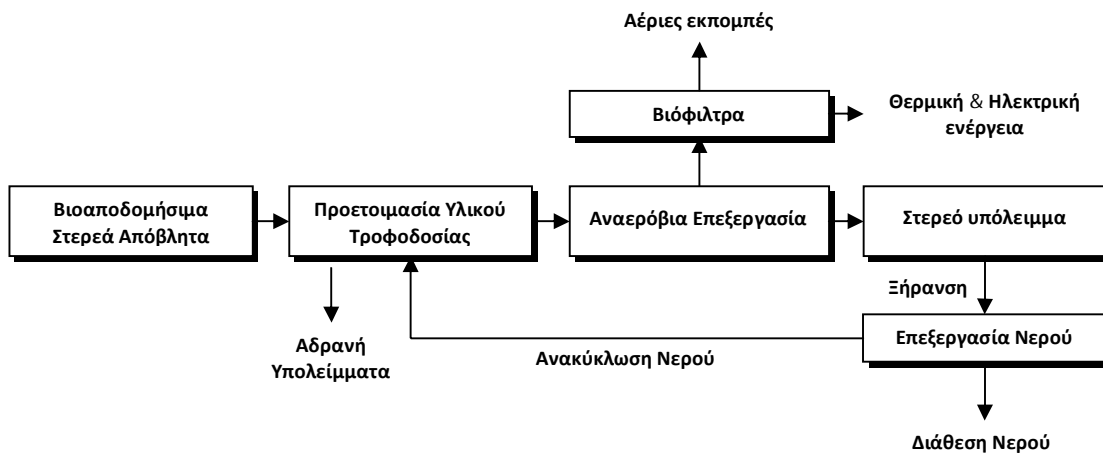 Αέριες εκπομπές
Βιόφιλτρα
Θερμική & Ηλεκτρική
ενέργεια
Βιοαποδομήσιμα
Στερεά Απόβλητα
Προετοιμασία Υλικού
Τροφοδοσίας
Αναερόβια Επεξεργασία
Στερεό υπόλειμμα
Ξήρανση
Επεξεργασία Νερού
Αδρανή
Υπολείμματα
Ανακύκλωση Νερού
Διάθεση Νερού